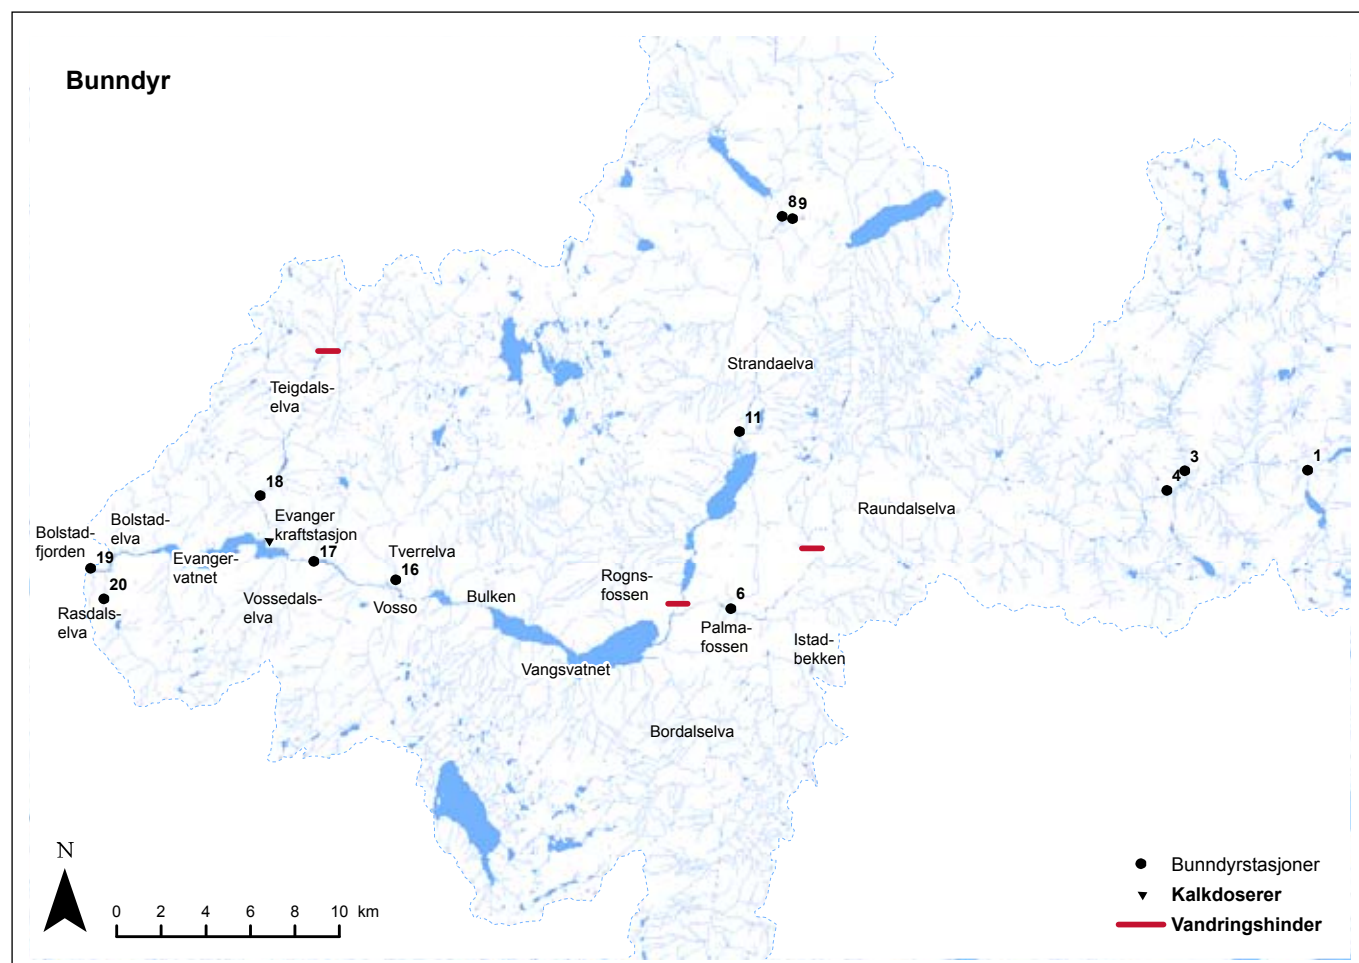 Bunndyr
8 9
Strandaelva
Teigdals-
elva
11
3
1
4
18
Raundalselva
Evanger
kraftstasjon
Bolstad-
elva
Bolstad-
fjorden
Evanger-
vatnet
17
Tverrelva
16
19
20
Rasdals-
elva
Vossedals-
elva
Vosso
Bulken
Rogns-
fossen
6
Palma-
fossen
Istad-
bekken
Vangsvatnet
Bordalselva
N
0 2 4 6 8 10 km
Bunndyrstasjoner
Kalkdoserer
Vandringshinder